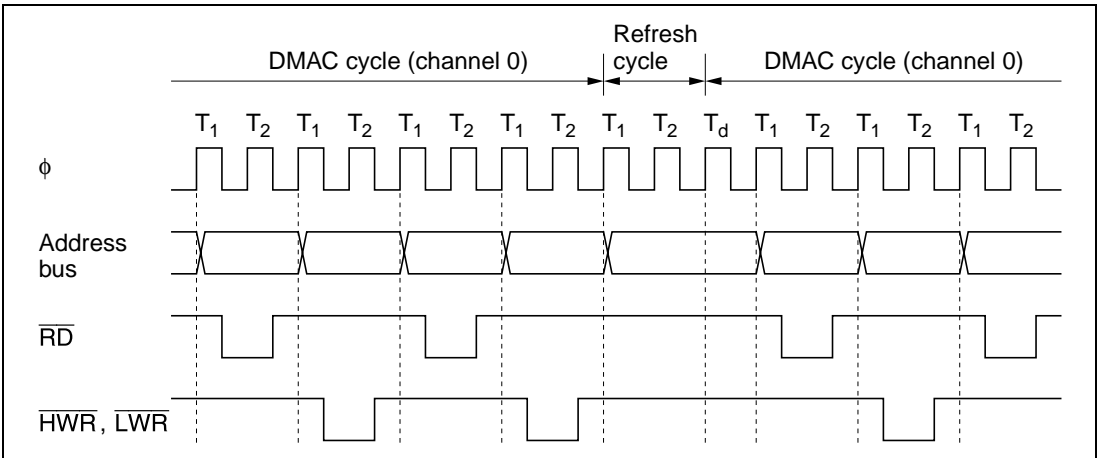 Refresh
DMAC cycle (channel 0) cycle DMAC cycle (channel 0)
T1 T2 T1 T2 T1 T2 T1 T2 T1 T2 Td T1 T2 T1 T2 T1 T2
ϕ
Address
bus
RD
HWR, LWR